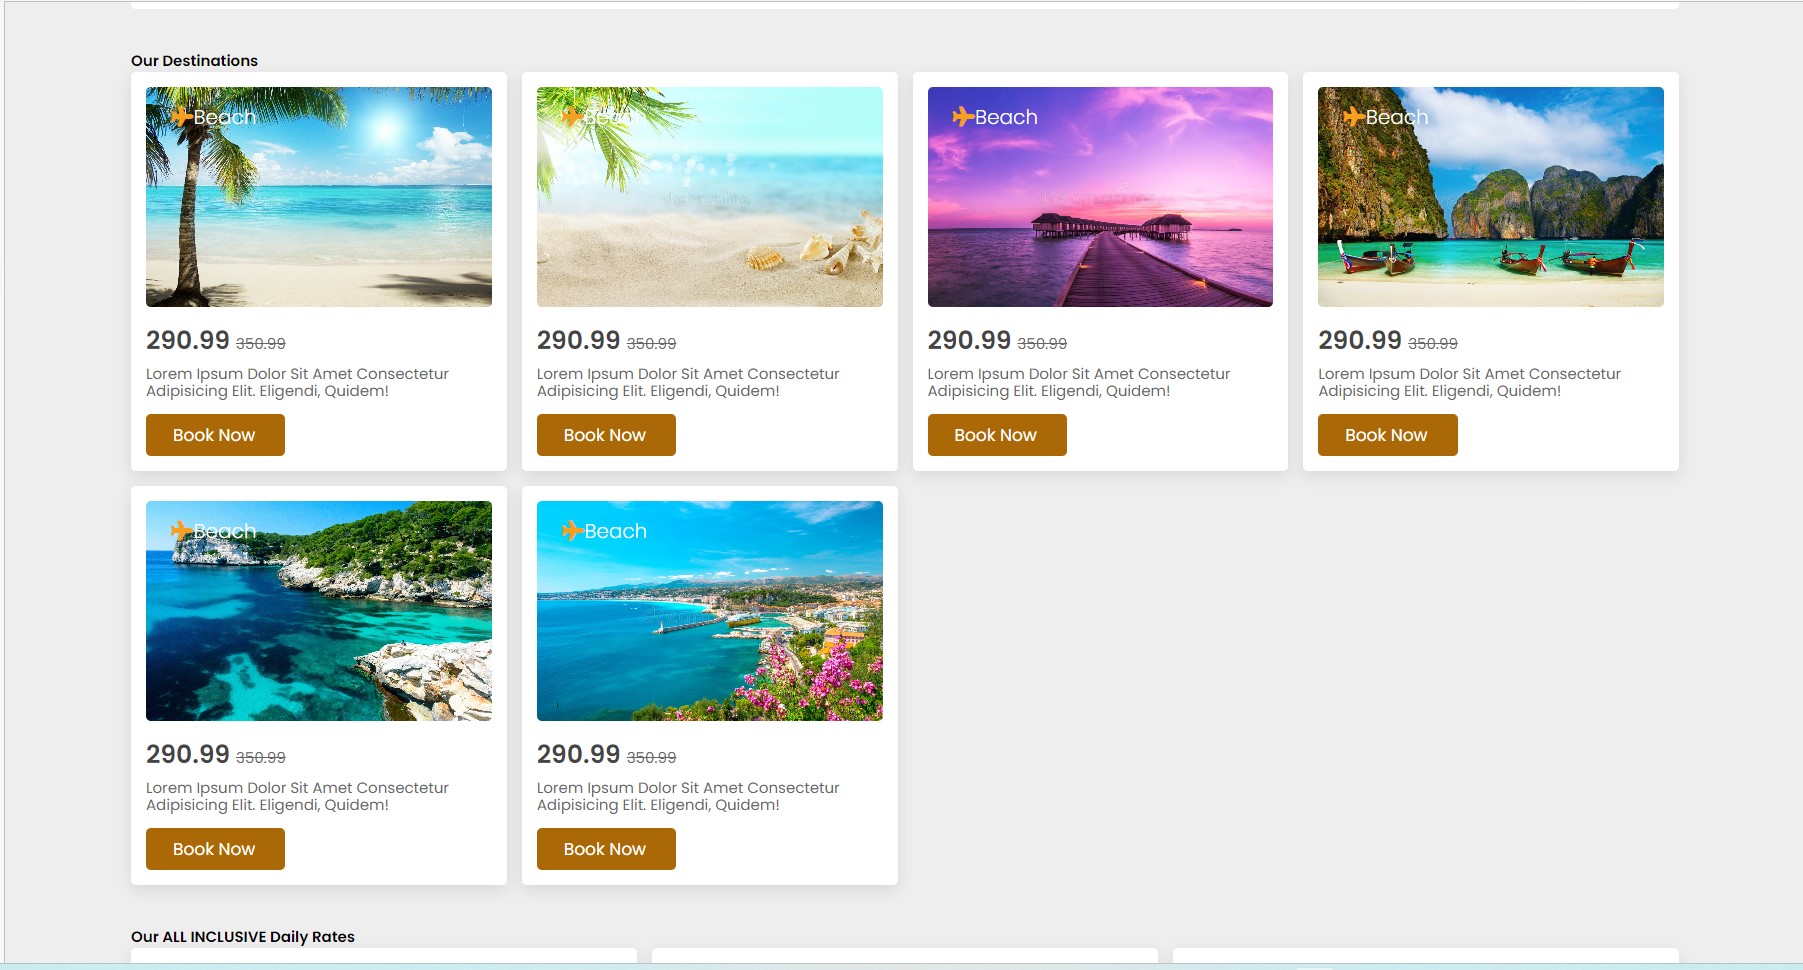 Our Destinations
Beach
Beach
Beach
Beach
290.99 350.99
290.99 350.99
290.99 350.99
290.99 350.99
Lorem Ipsum Dolor Sit Amet Consectetur
Adipisicing Elit. Eligendi, Quidem!
Lorem Ipsum Dolor Sit Amet Consectetur
Adipisicing Elit. Eligendi, Quidem!
Lorem Ipsum Dolor Sit Amet Consectetur
Adipisicing Elit. Eligendi, Quidem!
Lorem Ipsum Dolor Sit Amet Consectetur
Adipisicing Elit. Eligendi, Quidem!
Book Now
Book Now
Book Now
Book Now
Beach
Beach
290.99 350.99
290.99 350.99
Lorem Ipsum Dolor Sit Amet Consectetur
Adipisicing Elit. Eligendi, Quidem!
Lorem Ipsum Dolor Sit Amet Consectetur
Adipisicing Elit. Eligendi, Quidem!
Book Now
Book Now
Our ALL INCLUSIVE Daily Rates